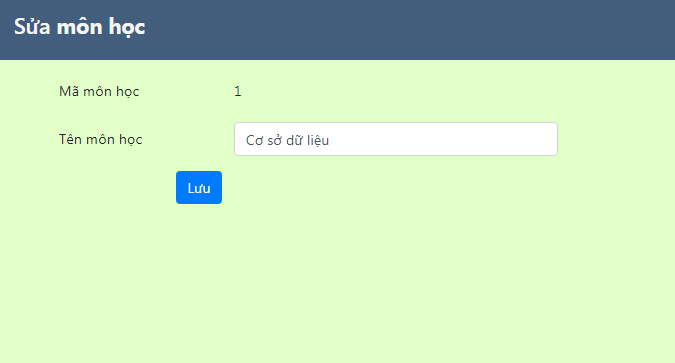 Sửa môn học
Mã môn học 1
Tên môn học Cơ sở dữ liệu
Lưu